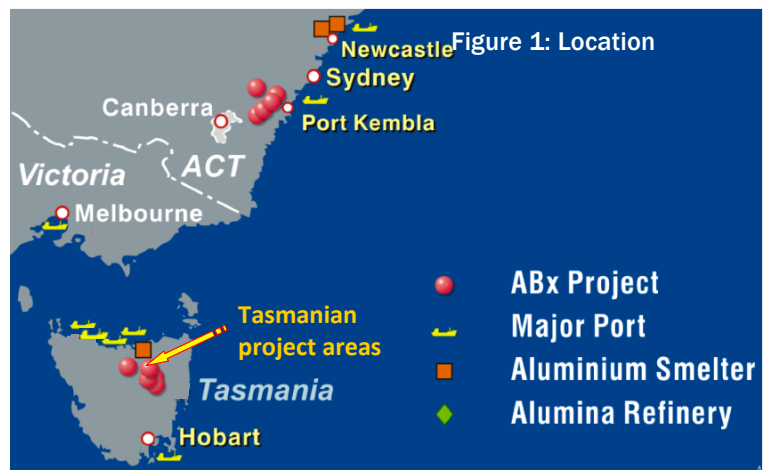 Figure 1: Location
Newcastle
Sydney
Canberra
Port Kembla
ACT
Victoria
Melbourne
ABx Project
Major Port
Aluminium Smelter
Alumina Refinery
Tasmanian
project areas
Tasmania
Hobart